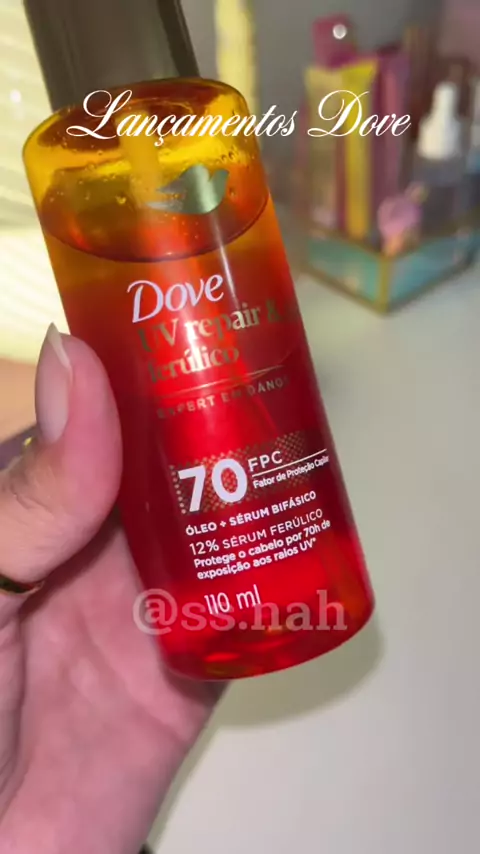 Lançamentos Dove
Dove
UV repair &
ferúlico
EXPERT EM DANOS
70 FPC
Fator de Proteção Capilar
ÓLEO + SÉRUM BIFÁSICO
12% SÉRUM FERÚLICO
Protege o cabelo por 70h de
exposição aos raios UV*
110 ml
@ss.nah